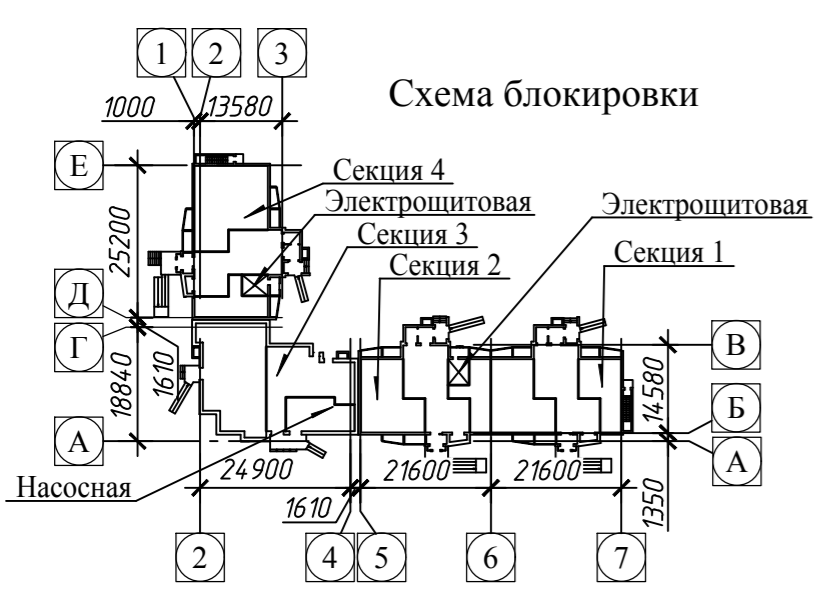 1 2 3
Схема блокировки
1000 13580
Е
Секция 4
Электрощитовая
Электрощитовая
Секция 3
Секция 1
Секция 2
25200
Д
Г
В
1610
18840
14580
Б
А
А
24900
21600
21600
Насосная
1610
1350
2 4 5 6 7